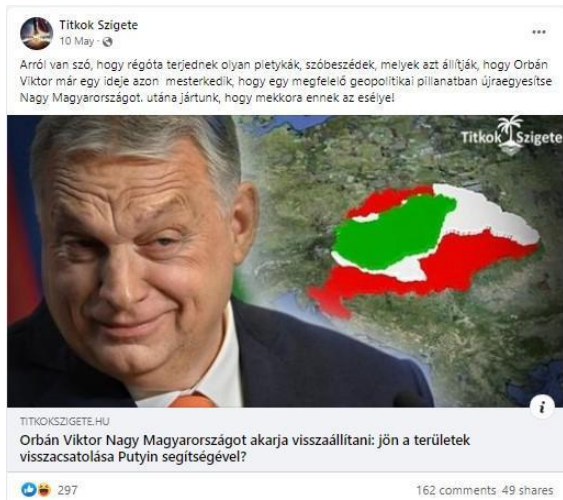 Titkok Szigete
10 May ·
Arról van szó, hogy régóta terjednek olyan pletykák, szóbeszédek, melyek azt állítják, hogy Orbán
Viktor már egy ideje azon mesterkedik, hogy egy megfelelő geopolitikai pillanatban újraegyesítse
Nagy Magyarországot. utána jártunk, hogy mekkora ennek az esélye!
Titkok Szigete
TITKOKSZIGETE.HU
Orbán Viktor Nagy Magyarországot akarja visszaállítani: jön a területek
visszacsatolása Putyin segítségével?
297
162 comments 49 shares